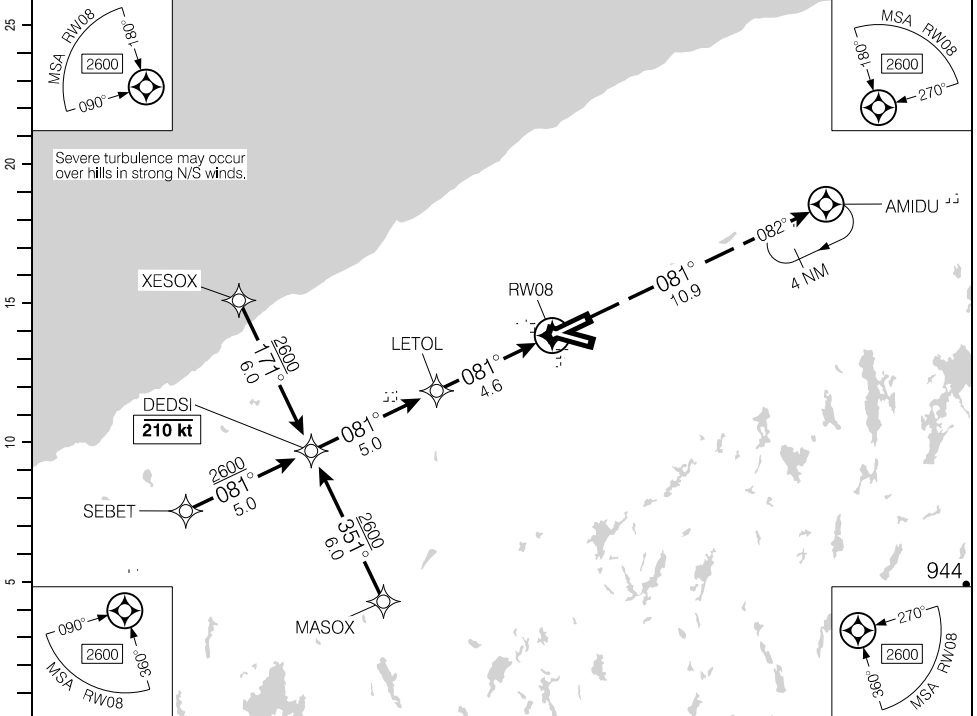 25
20
15
10
5
MSA RW08
180°
2600
090°
MSA RW08
180°
2600
270°
Severe turbulence may occur
over hills in strong N/S winds.
AMIDU
082°
4 NM
081°
10.9
XESOX
RW08
2600
171°
6.0
LETOL
081°
4.6
DEDSI
210 kt
081°
5.0
2600
081°
5.0
SEBET
2600
351°
6.0
MASOX
944
090°
360°
2600
MSA RW08
270°
2600
360°
MSA RW08